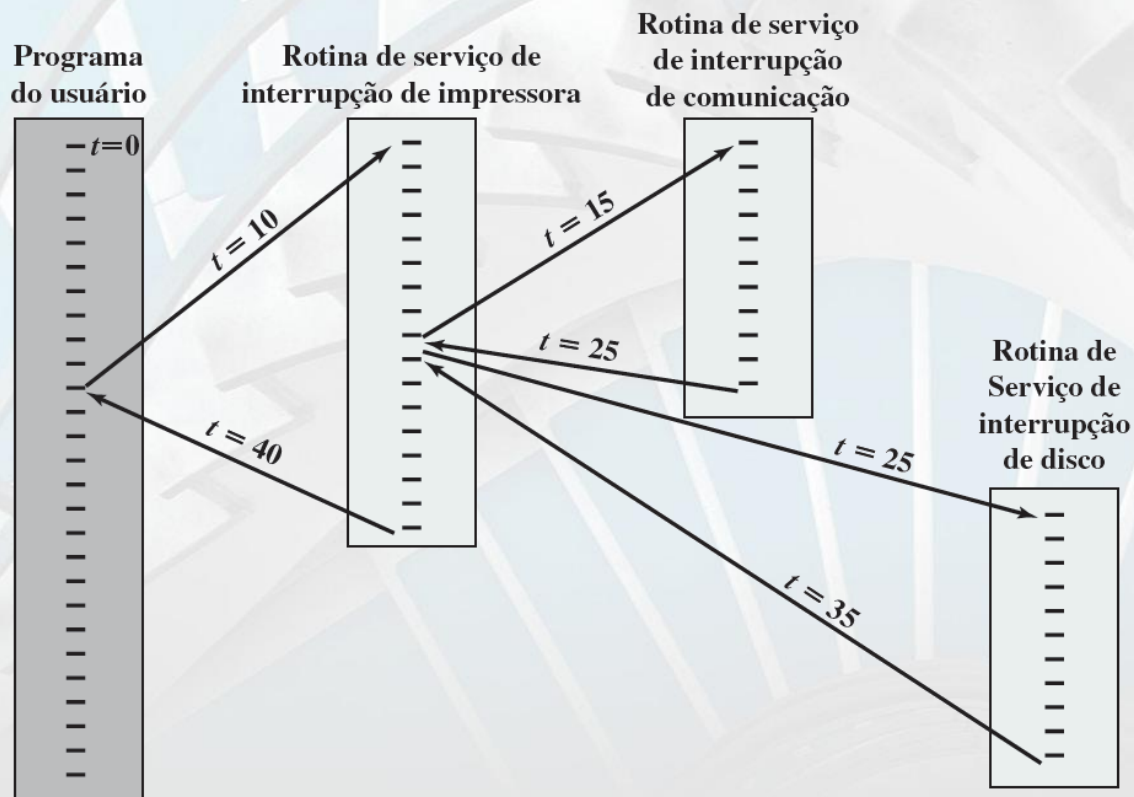 Programa
do usuário
Rotina de serviço de
interrupção de impressora
Rotina de serviço
de interrupção
de comunicação
t=0
t = 10
t = 15
t = 25
t = 40
Rotina de
Serviço de
interrupção
de disco
t = 25
t = 35